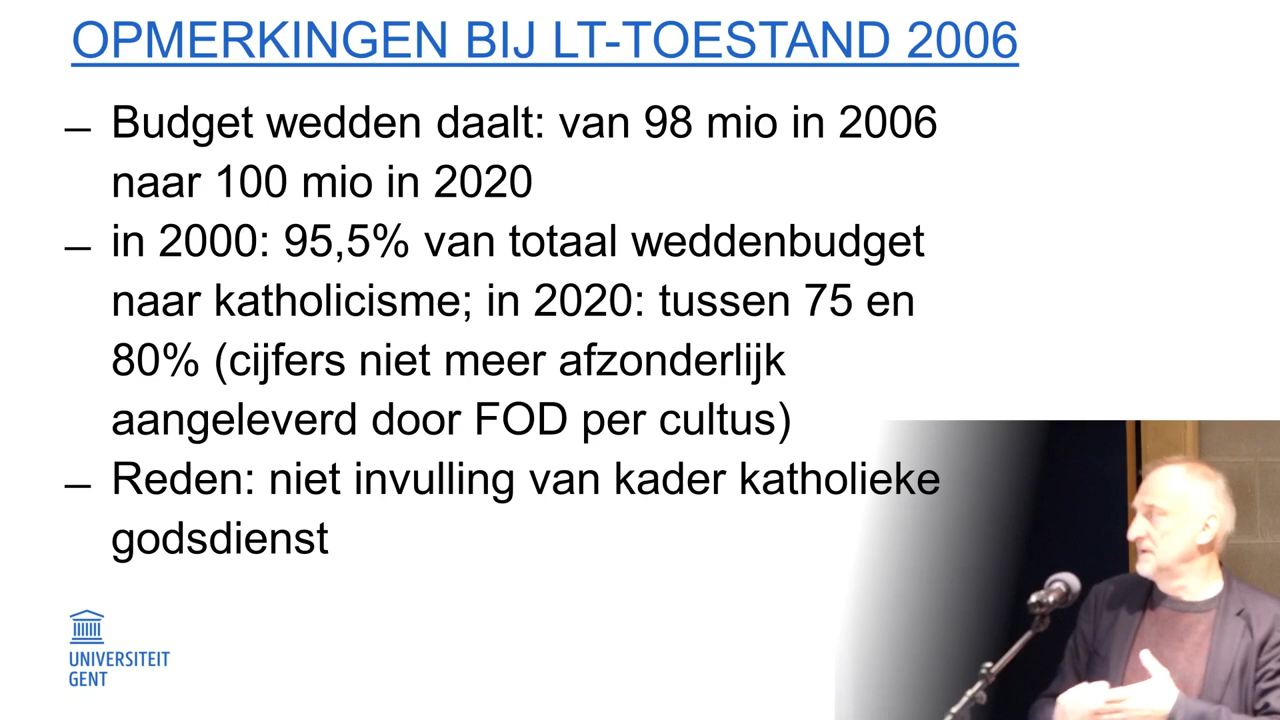 OPMERKINGEN BIJ LT-TOESTAND 2006
– Budget wedden daalt: van 98 mio in 2006
naar 100 mio in 2020
– in 2000: 95,5% van totaal weddenbudget
naar katholicisme; in 2020: tussen 75 en
80% (cijfers niet meer afzonderlijk
aangeleverd door FOD per cultus)
– Reden: niet invulling van kader katholieke
godsdienst
UNIVERSITEIT
GENT